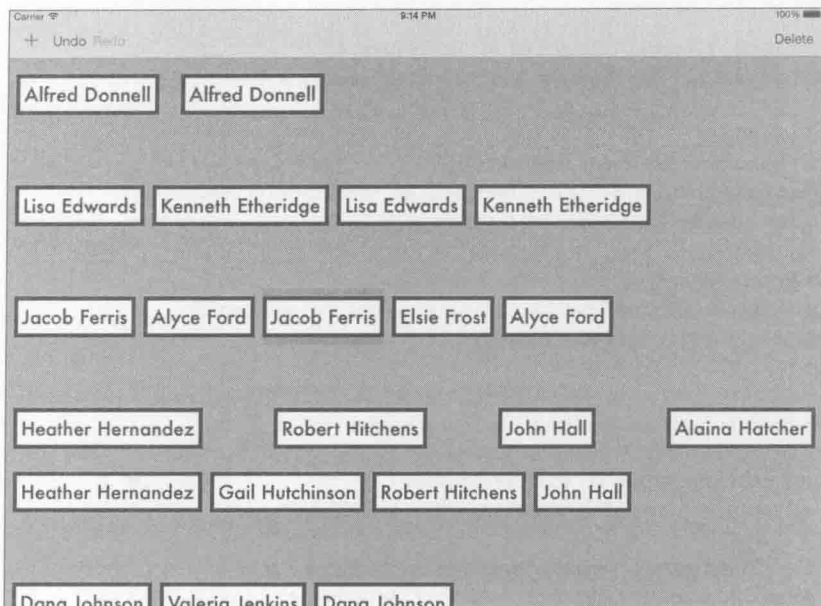 Carrier 9:14 PM 100%
+ Undo Redo Delete
Alfred Donnell Alfred Donnell
Lisa Edwards Kenneth Etheridge Lisa Edwards Kenneth Etheridge
Jacob Ferris Alyce Ford Jacob Ferris Elsie Frost Alyce Ford
Heather Hernandez Robert Hitchens John Hall Alaina Hatcher
Heather Hernandez Gail Hutchinson Robert Hitchens John Hall
Dana Johnson Valeria Jenkins Dana Johnson